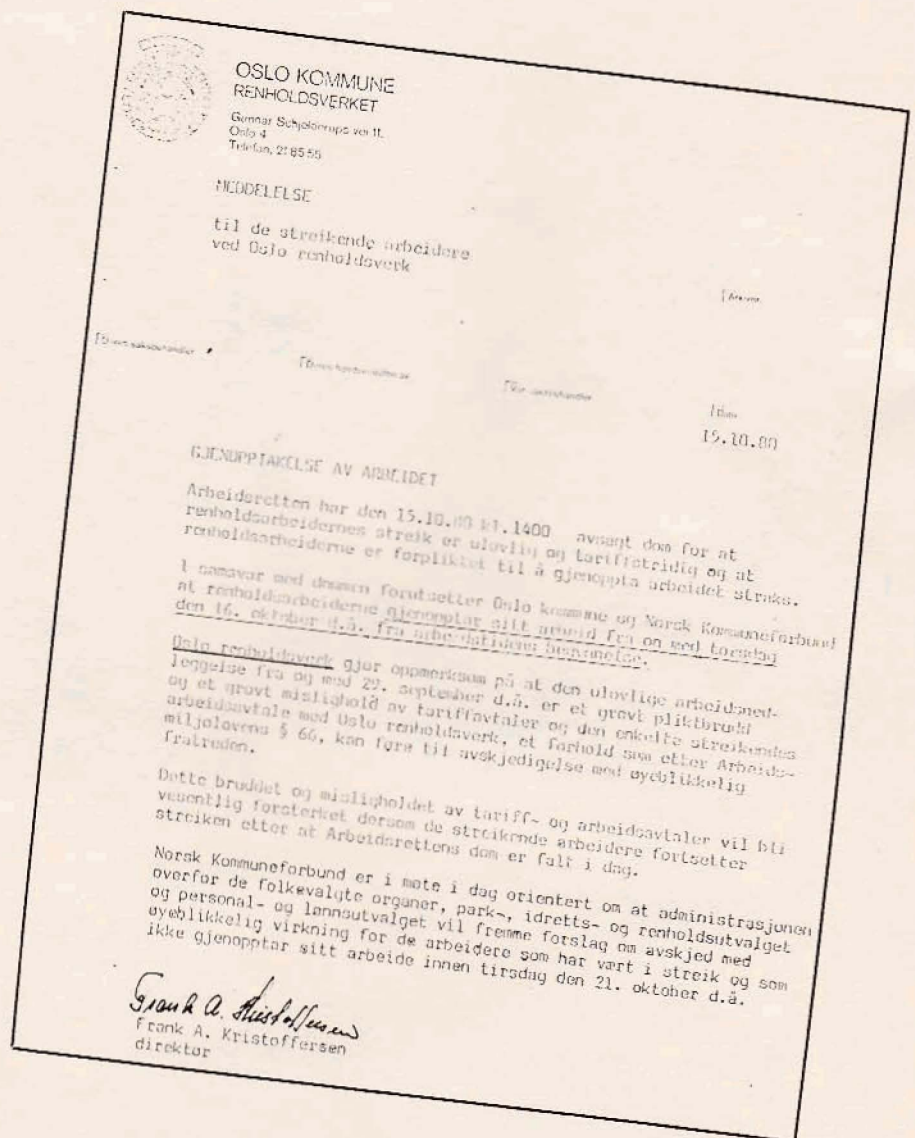 OSLO KOMMUNE
RENHOLDSVERKET
Gunnar Schjelderups vei 11,
Oslo 4
Telefon, 21 85 55
MEDDELELSE
til de streikende arbeidere
ved Oslo renholdsverk
Dato
15.10.80
GJENOPPTAKELSE AV ARBEIDET
Arbeidsretten har den 15.10.80 kl.1400 avsagt dom for at
renholdsarbeidernes streik er ulovlig og tariffstridig og at
renholdsarbeiderne er forpliktet til å gjenoppta arbeidet straks.
I samsvar med dommen forutsetter Oslo kommune og Norsk Kommuneforbund
at renholdsarbeiderne gjenopptar sitt arbeid fra og med torsdag
den 16. oktober d.å. fra arbeidstidens begynnelse.
Oslo renholdsverk gjør oppmerksom på at den ulovlige arbeidsned-
leggelse fra og med 29. september d.å. er et grovt pliktbrudd
og et grovt mislighold av tariffavtaler og den enkelte streikendes
arbeidsavtale med Oslo renholdsverk, et forhold som etter Arbeids-
miljølovens § 66, kan føre til avskjedigelse med øyeblikkelig
fratreden.
Dette bruddet og misligholdet av tariff- og arbeidsavtaler vil bli
vesentlig forsterket dersom de streikende arbeidere fortsetter
streiken etter at Arbeidsrettens dom er falt i dag.
Norsk Kommuneforbund er i møte i dag orientert om at administrasjonen
overfor de folkevalgte organer, park-, idretts- og renholdsutvalget
og personal- og lønnsutvalget vil fremme forslag om avskjed med
øyeblikkelig virkning for de arbeidere som har vært i streik og som
ikke gjenopptar sitt arbeide innen tirsdag den 21. oktober d.å.
Frank A. Kristoffersen
Frank A. Kristoffersen
direktør